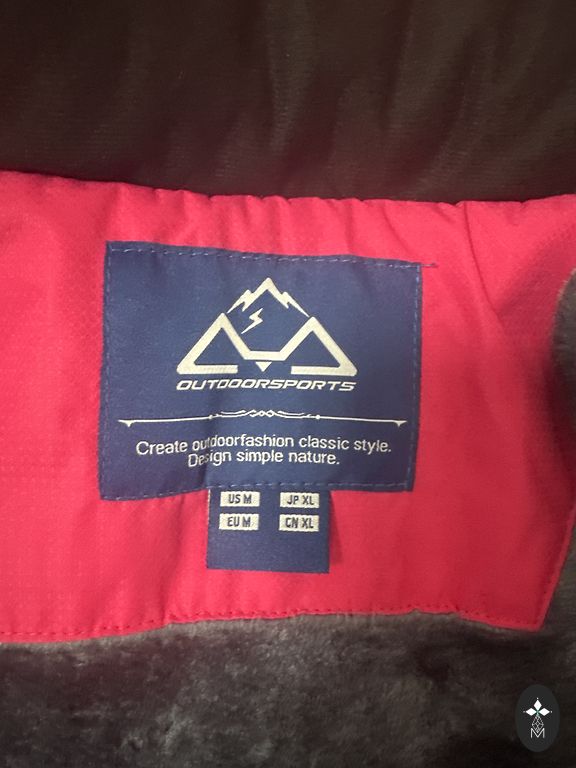 OUTDOORSPORTS
Create outdoorfashion classic style.
Design simple nature.
US M JP XL
EU M CN XL
M